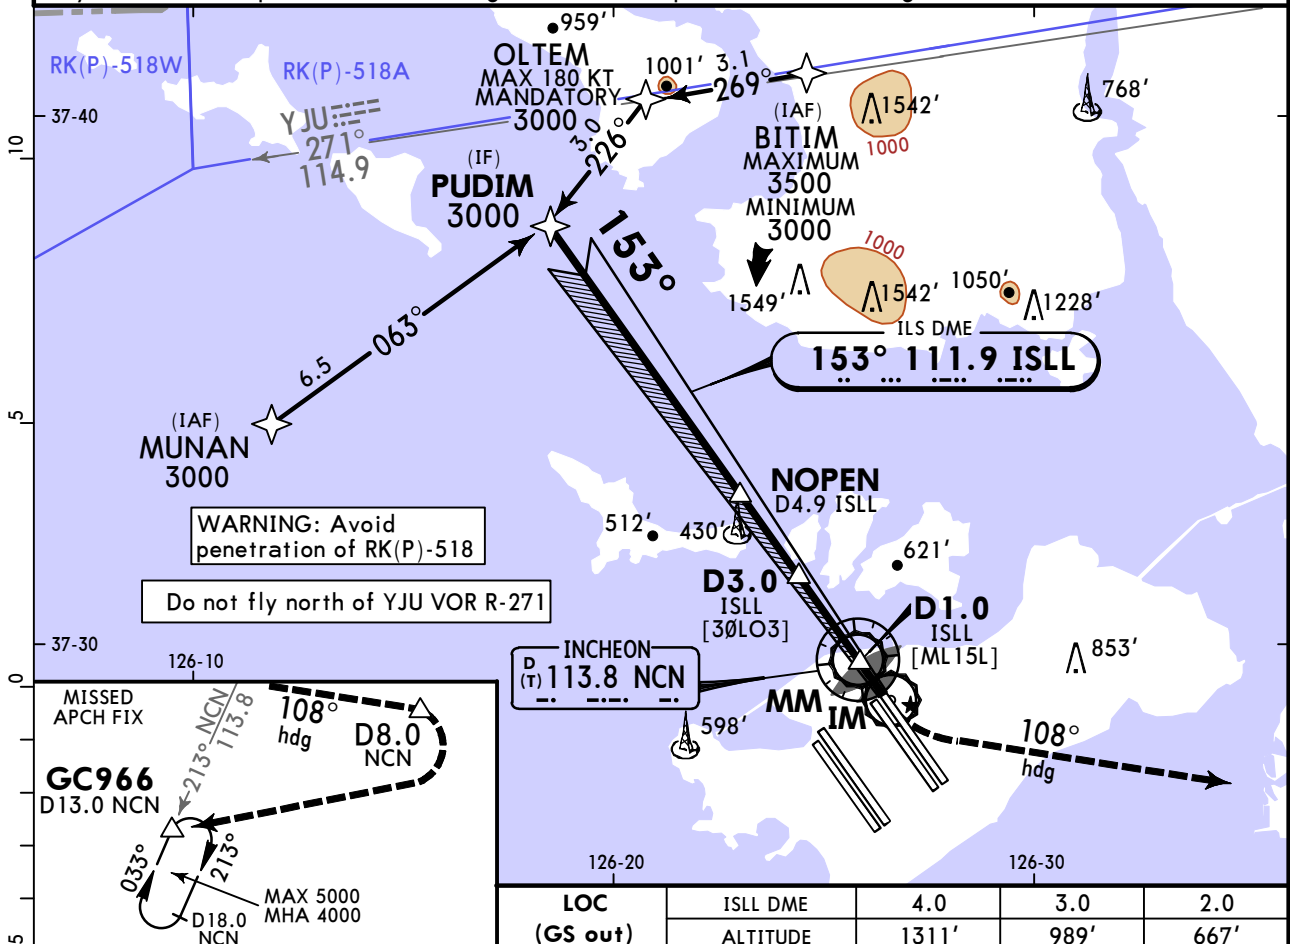 959'
OLTEM
MAX 180 KT
MANDATORY
3000
1001'
3.1
269°
RK(P)-518W
RK(P)-518A
768'
37-40
YJU
271°
114.9
3.0
226°
(IAF)
BITIM
MAXIMUM
3500
MINIMUM
3000
1542'
1000
10
(IF)
PUDIM
3000
153°
1000
1549'
1542'
1050'
1228'
ILS DME
153° 111.9 ISLL
063°
6.5
5
(IAF)
MUNAN
3000
NOPEN
D4.9 ISLL
WARNING: Avoid
penetration of RK(P)-518
512'
430'
621'
Do not fly north of YJU VOR R-271
D3.0
ISLL
[3ØLO3]
D1.0
ISLL
[ML15L]
37-30
126-10
INCHEON
D
(T) 113.8 NCN
853'
0
MM
IM
598'
108°
hdg
MISSED
APCH FIX
108°
hdg
D8.0
NCN
213° NCN
113.8
GC966
D13.0 NCN
033°
213°
MAX 5000
MHA 4000
D18.0
NCN
126-20
126-30
5
LOC
(GS out)
ISLL DME 4.0 3.0 2.0
ALTITUDE 1311' 989' 667'